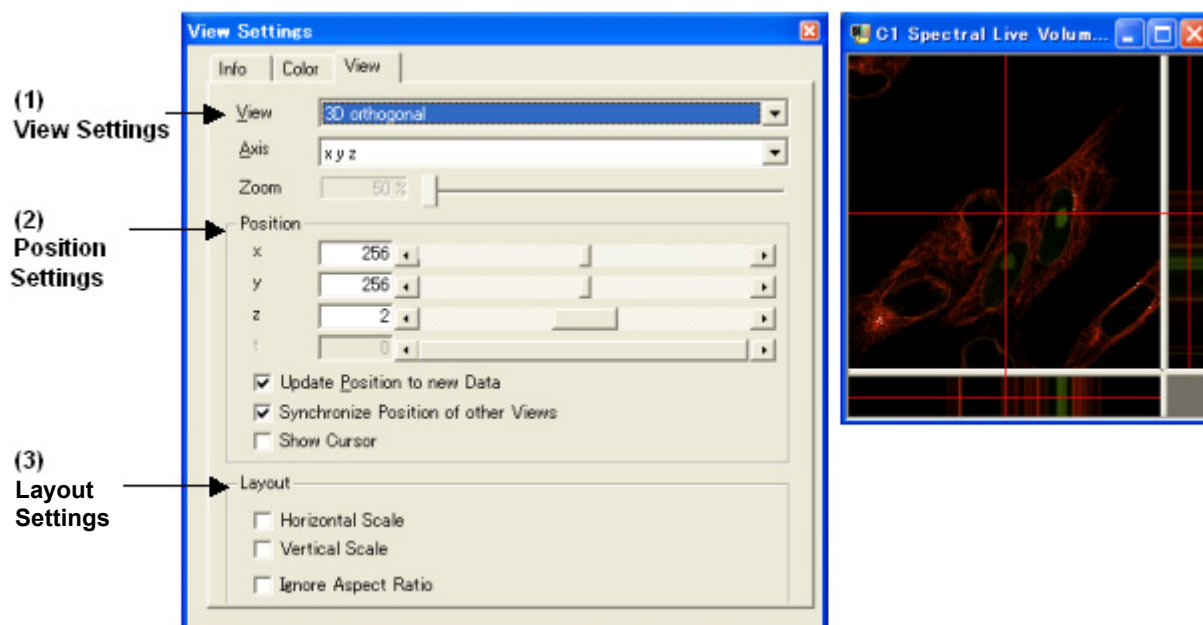 View Settings
Info Color View
(1)
View Settings
View 3D orthogonal
Axis x y z
Zoom 50 %
(2)
Position
Settings
Position
x 256
y 256
z 2
t 0
Update Position to new Data
Synchronize Position of other Views
Show Cursor
(3)
Layout
Settings
Layout
Horizontal Scale
Vertical Scale
Ignore Aspect Ratio
C1 Spectral Live Volum...